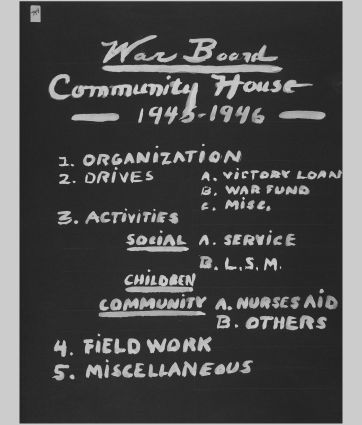 War Board
Community House
1945-1946
1. ORGANIZATION
2. DRIVES A. VICTORY LOAN
B. WAR FUND
C. MISC.
3. ACTIVITIES
SOCIAL A. SERVICE
B. L.S.M.
CHILDREN
COMMUNITY A. NURSES AID
B. OTHERS
4. FIELD WORK
5. MISCELLANEOUS